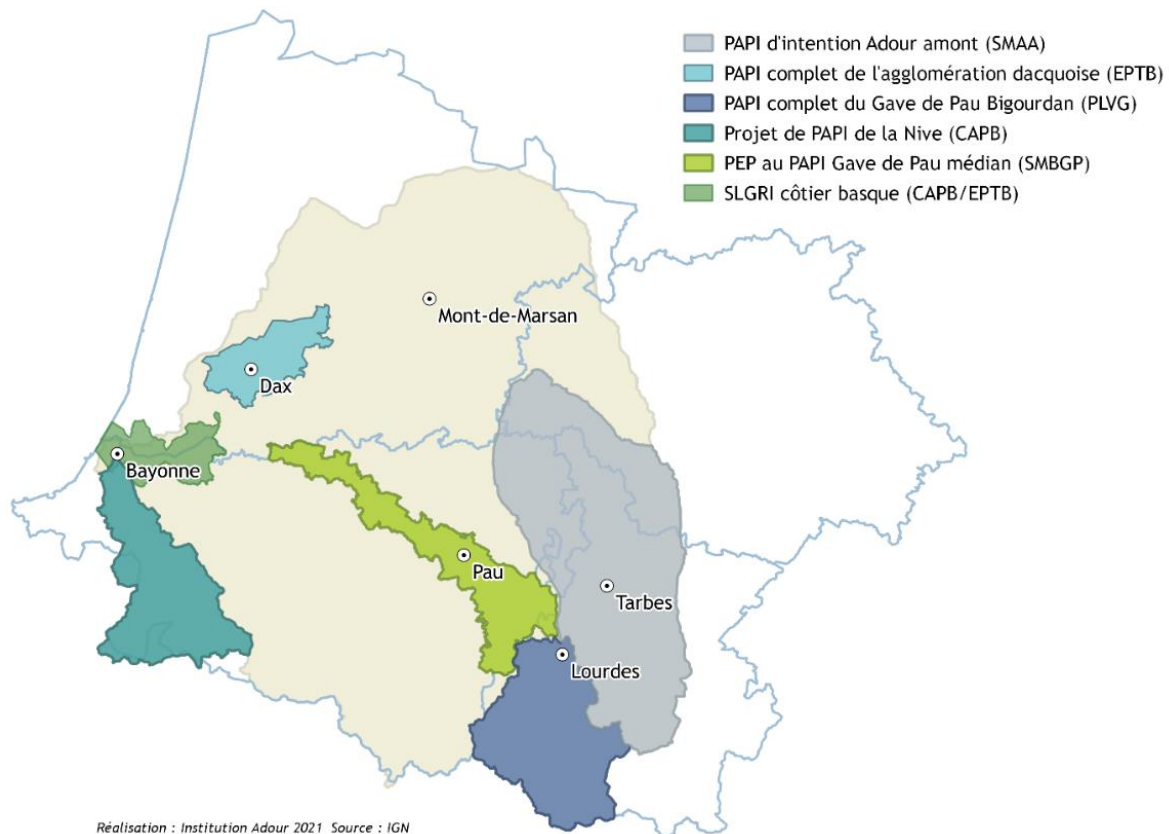 PAPI d'intention Adour amont (SMAA)
PAPI complet de l'agglomération dacquoise (EPTB)
PAPI complet du Gave de Pau Bigourdan (PLVG)
Projet de PAPI de la Nive (CAPB)
PEP au PAPI Gave de Pau médian (SMBGP)
SLGRI côtier basque (CAPB/EPTB)
Mont-de-Marsan
Dax
Bayonne
Pau
Tarbes
Lourdes
Réalisation : Institution Adour 2021 Source : IGN